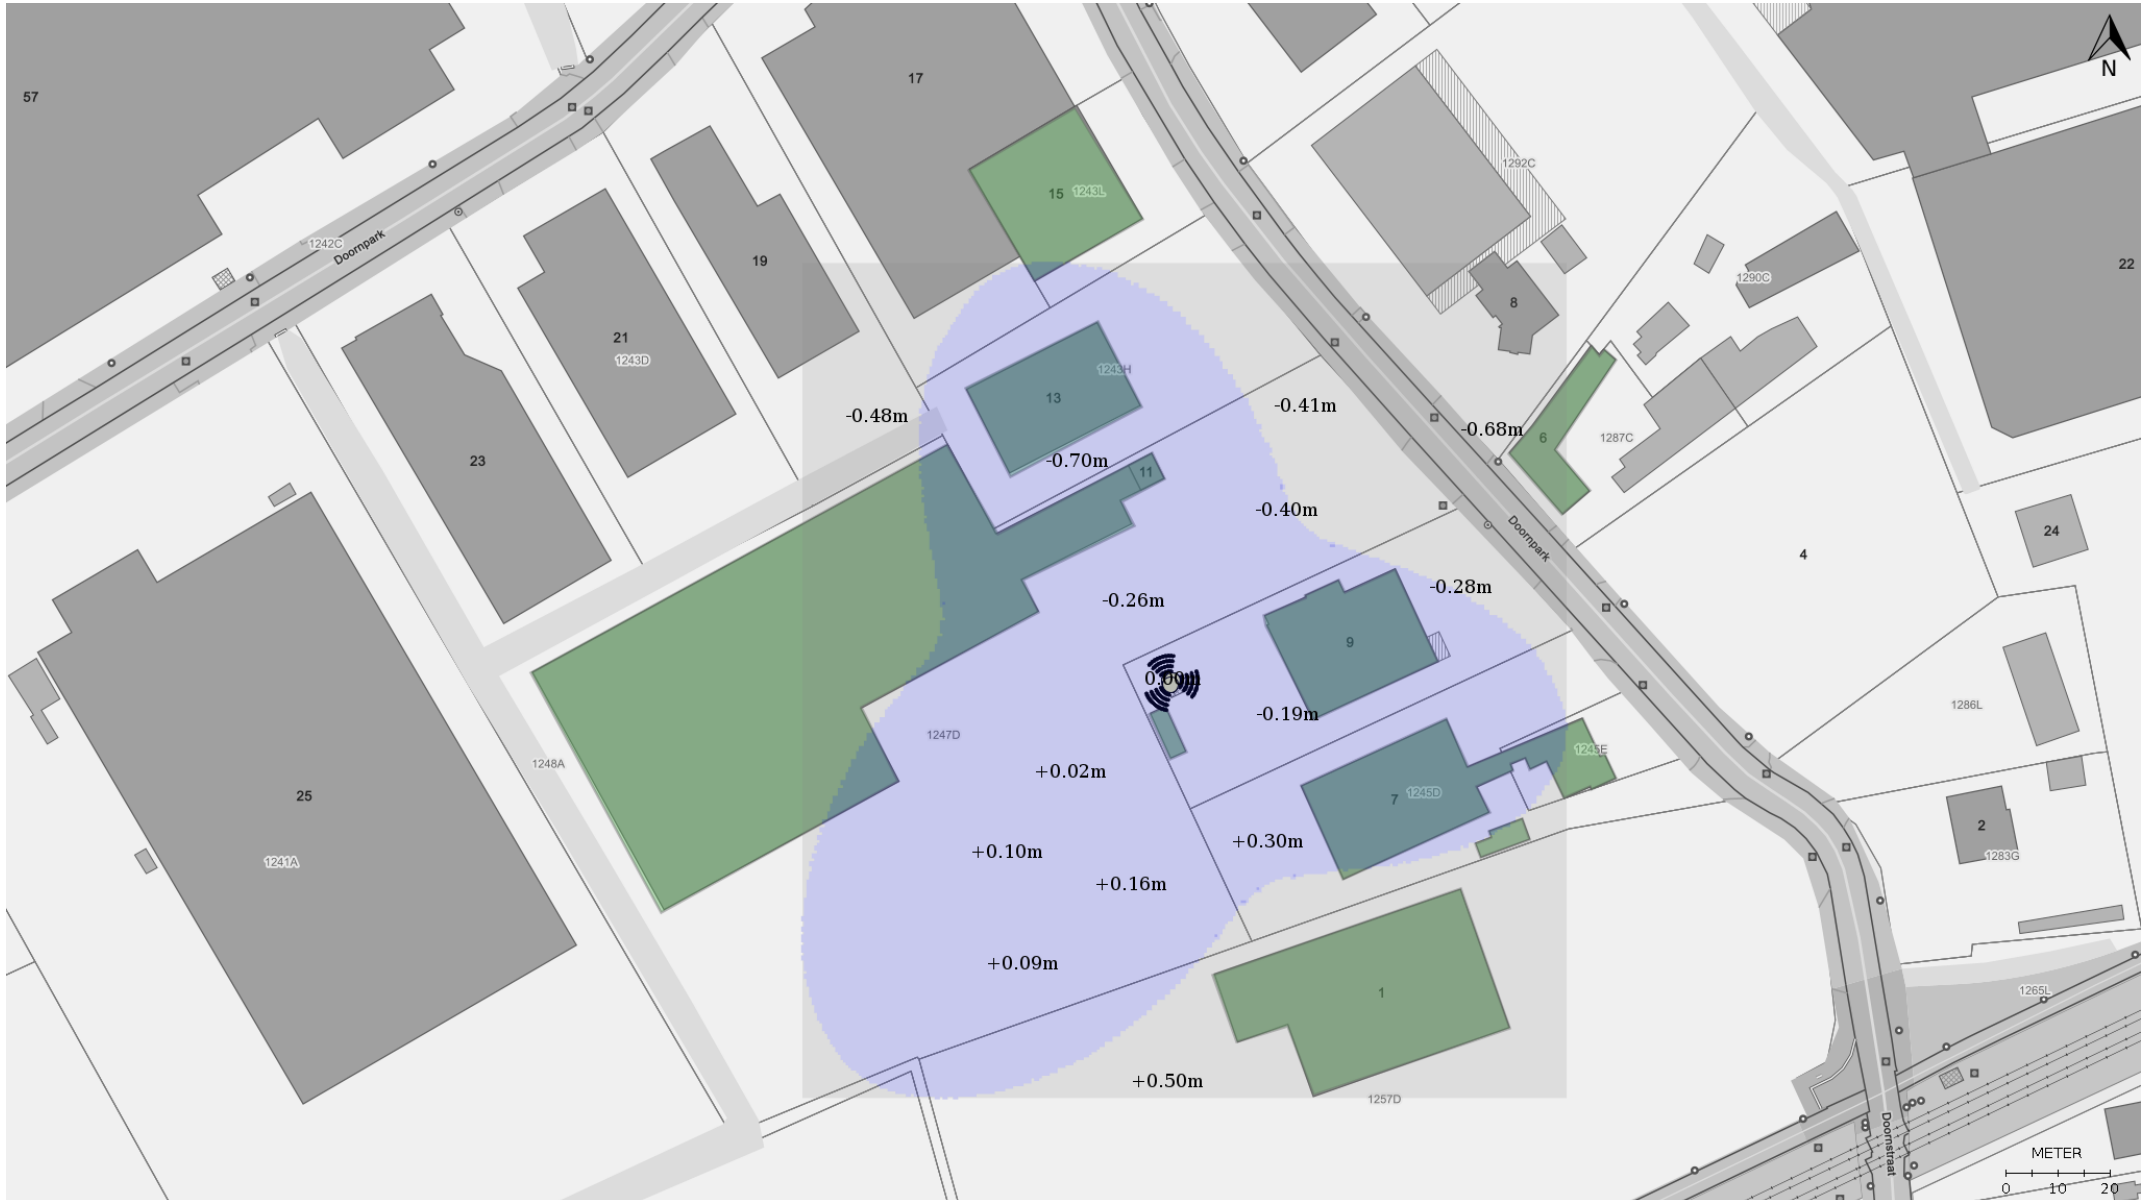 N
57
17
15
1243L
1292C
1242C
Doornpark
19
21
1243D
8
1290C
22
13
1243H
-0.48m
-0.41m
-0.68m
6
1287C
23
-0.70m
11
-0.40m
Doornpark
24
4
-0.26m
-0.28m
9
0.00m
-0.19m
1286L
1247D
1248A
1245E
+0.02m
25
7
1245D
2
1283G
1241A
+0.30m
+0.10m
+0.16m
+0.09m
1
1265L
+0.50m
1257D
Doornstraat
METER
0 10 20